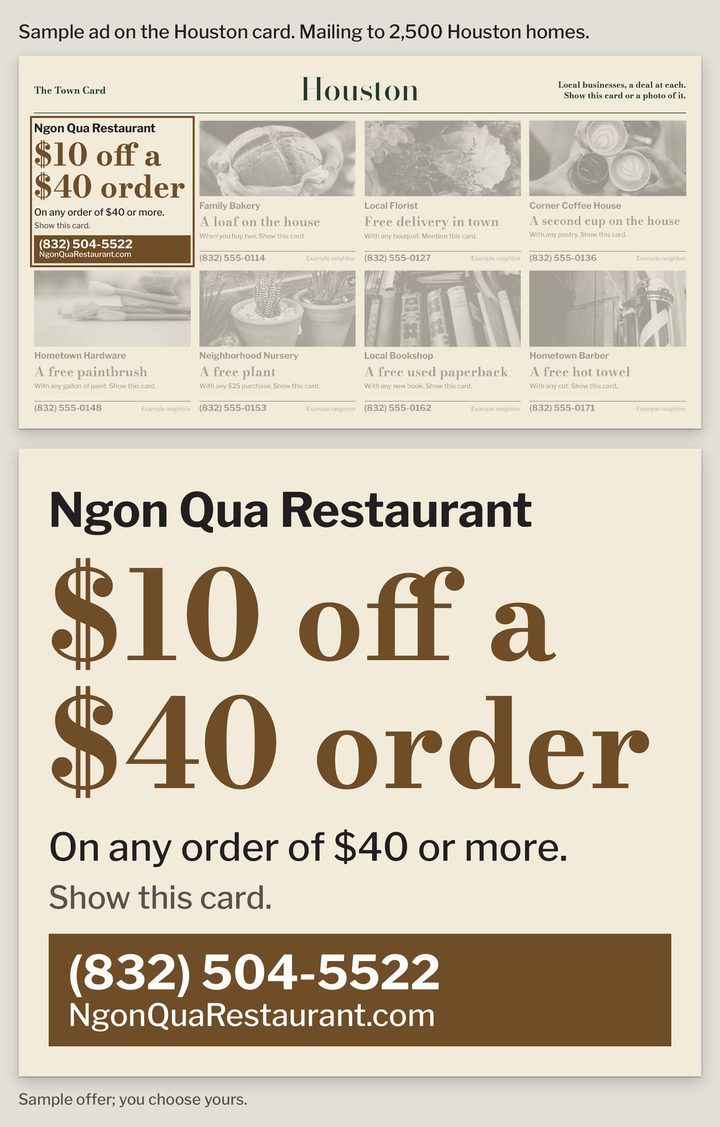 Sample ad on the Houston card. Mailing to 2,500 Houston homes.
The Town Card
Houston
Local businesses, a deal at each.
Show this card or a photo of it.
Ngon Qua Restaurant
$10 off a
$40 order
On any order of $40 or more.
Show this card.
(832) 504-5522
NgonQuaRestaurant.com
Family Bakery
A loaf on the house
When you buy two. Show this card.
(832) 555-0114
Example neighbor
Local Florist
Free delivery in town
With any bouquet. Mention this card.
(832) 555-0127
Example neighbor
Corner Coffee House
A second cup on the house
With any pastry. Show this card.
(832) 555-0136
Example neighbor
Hometown Hardware
A free paintbrush
With any gallon of paint. Show this card.
(832) 555-0148
Example neighbor
Neighborhood Nursery
A free plant
With any $25 purchase. Show this card.
(832) 555-0153
Example neighbor
Local Bookshop
A free used paperback
With any new book. Show this card.
(832) 555-0162
Example neighbor
Hometown Barber
A free hot towel
With any cut. Show this card.
(832) 555-0171
Example neighbor
Ngon Qua Restaurant
$10 off a
$40 order
On any order of $40 or more.
Show this card.
(832) 504-5522
NgonQuaRestaurant.com
Sample offer; you choose yours.